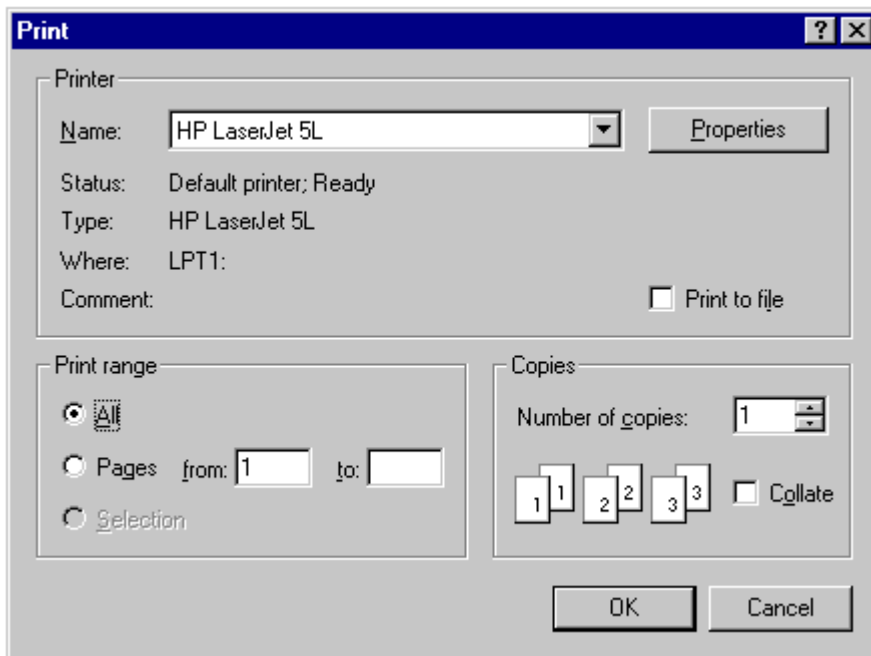 Print
Printer
Name: HP LaserJet 5L Properties
Status: Default printer; Ready
Type: HP LaserJet 5L
Where: LPT1:
Comment: Print to file
Print range
All
Pages from: 1 to:
Selection
Copies
Number of copies: 1
1 1 2 2 3 3 Collate
OK Cancel